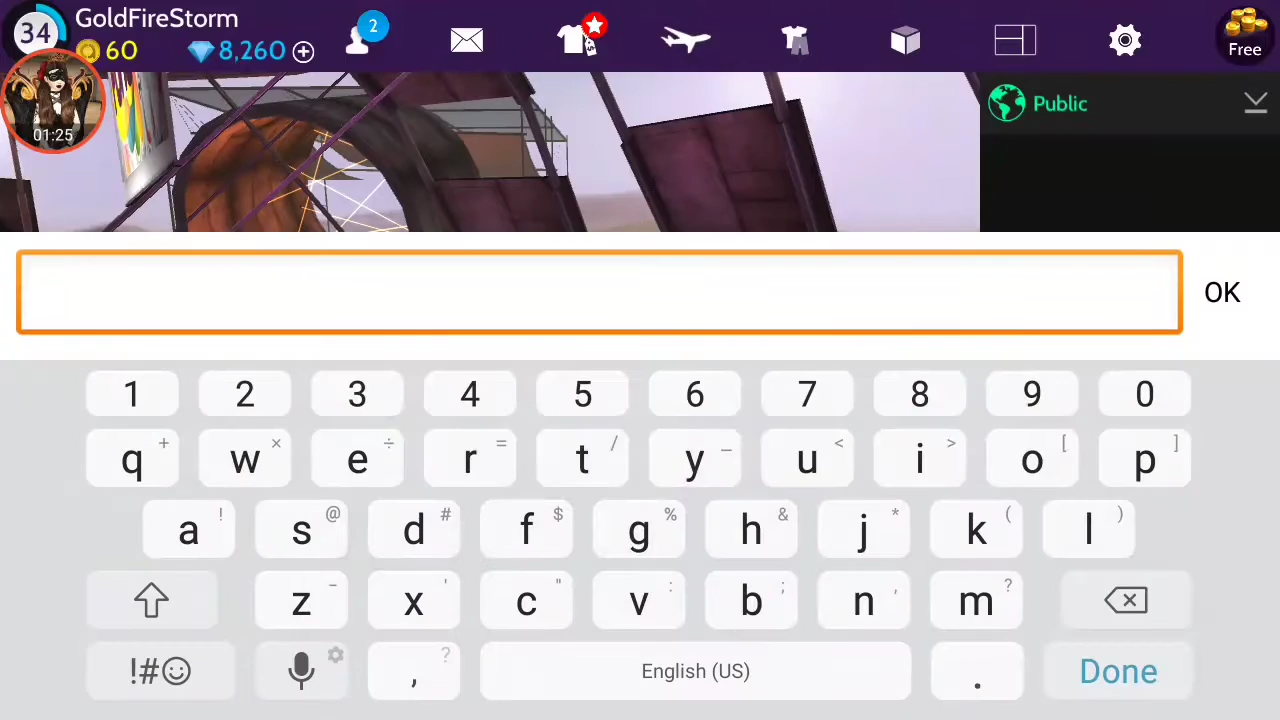 34
GoldFireStorm
60
8,260
2
Free
01:25
Public
OK
1 2 3 4 5 6 7 8 9 0
q + w × e ÷ r = t / y _ u < i > o [ p ]
a ! s @ d # f $ g % h & j * k ( l )
z - x ' c " v : b ; n , m ?
!#☺ , ? English (US) . Done